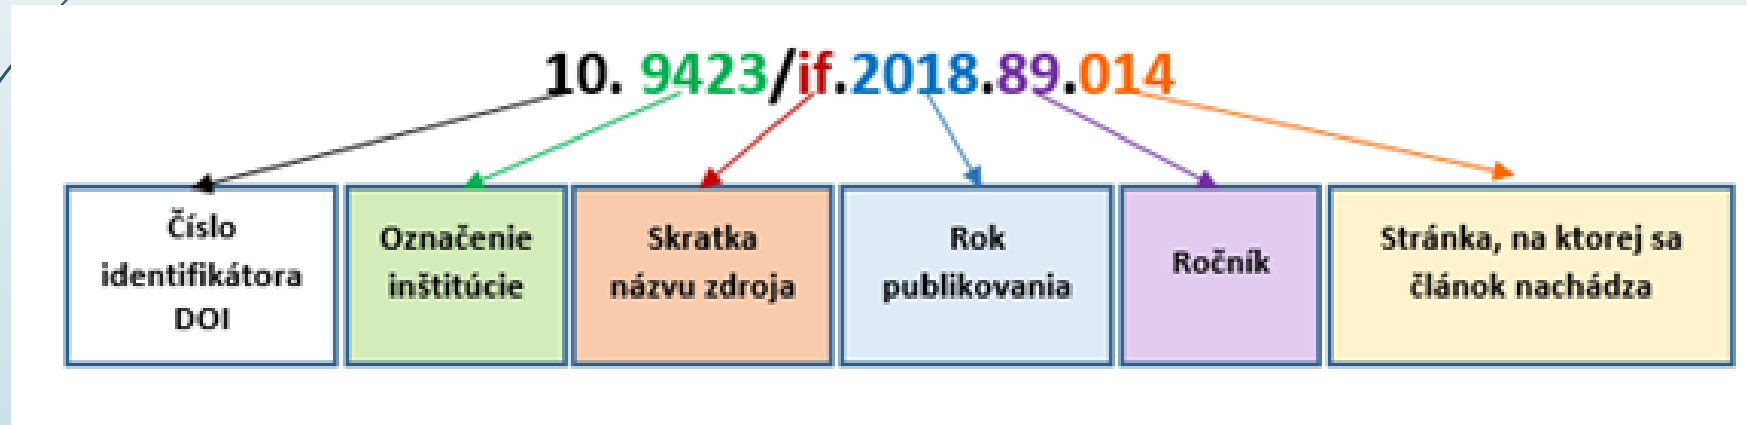 10. 9423/if.2018.89.014
Číslo
identifikátora
DOI
Označenie
inštitúcie
Skratka
názvu zdroja
Rok
publikovania
Ročník
Stránka, na ktorej sa
článok nachádza